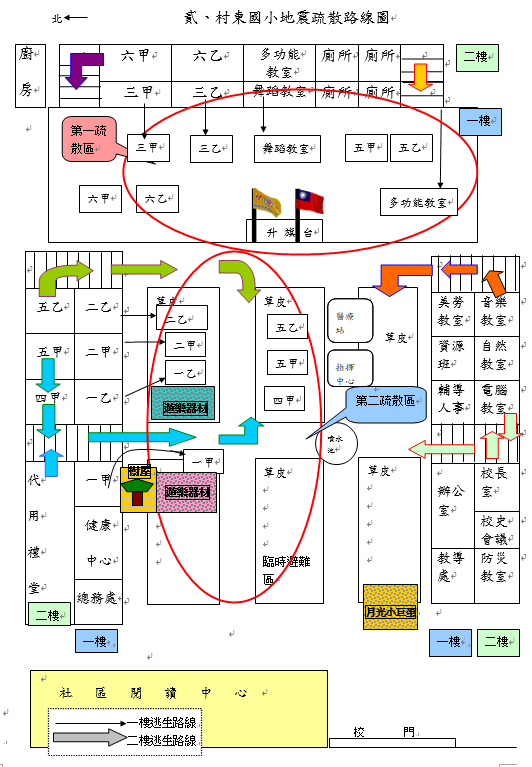 北
貳、村東國小地震疏散路線圖
廚
房
六甲
六乙
多功能
教室
廁所
廁所
二樓
三甲
三乙
舞蹈教室
廁所
廁所
一樓
第一疏
散區
三甲
三乙
舞蹈教室
五甲
五乙
六甲
六乙
多功能教室
升旗台
五乙
二乙
五甲
二甲
四甲
一乙
草皮
二乙
二甲
一乙
遊樂器材
草皮
五乙
五甲
四甲
醫療
站
指揮
中心
草皮
美勞
教室
音樂
教室
資源
班
自然
教室
輔導
人事
電腦
教室
第二疏散區
噴水
池
一甲
樹屋
遊樂器材
代
用
禮
堂
一甲
健康
中心
總務處
二樓
一樓
草皮
臨時避難
區
草皮
月光小巨蛋
辦公
室
校長
室
校史
會議
教導
處
防災
教室
一樓
二樓
社區閱讀中心
一樓逃生路線
二樓逃生路線
校門